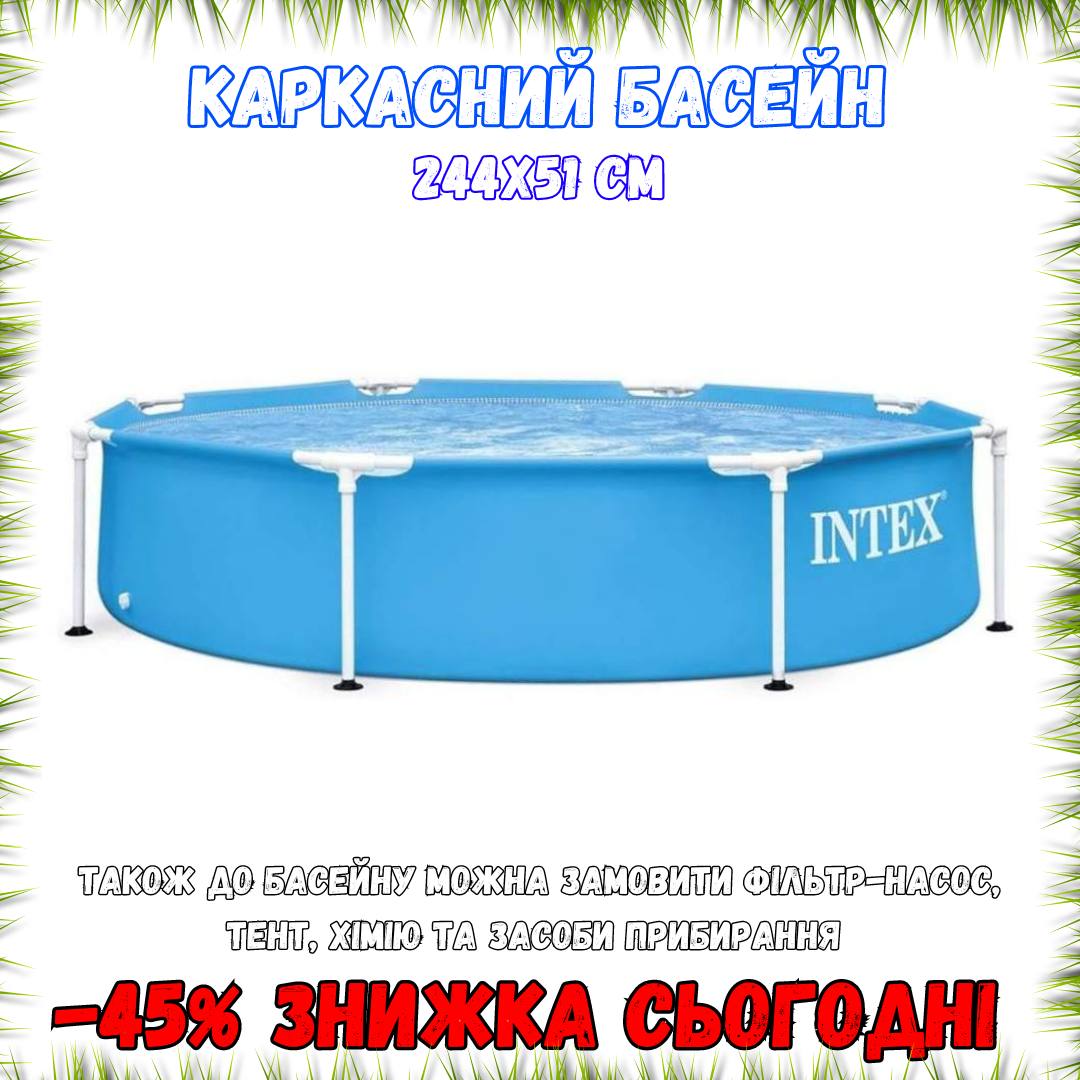 КАРКАСНИЙ БАСЕЙН
244Х51 СМ
INTEX®
ТАКОЖ ДО БАСЕЙНУ МОЖНА ЗАМОВИТИ ФІЛЬТР-НАСОС,
ТЕНТ, ХІМІЮ ТА ЗАСОБИ ПРИБИРАННЯ
-45% ЗНИЖКА СЬОГОДНІ